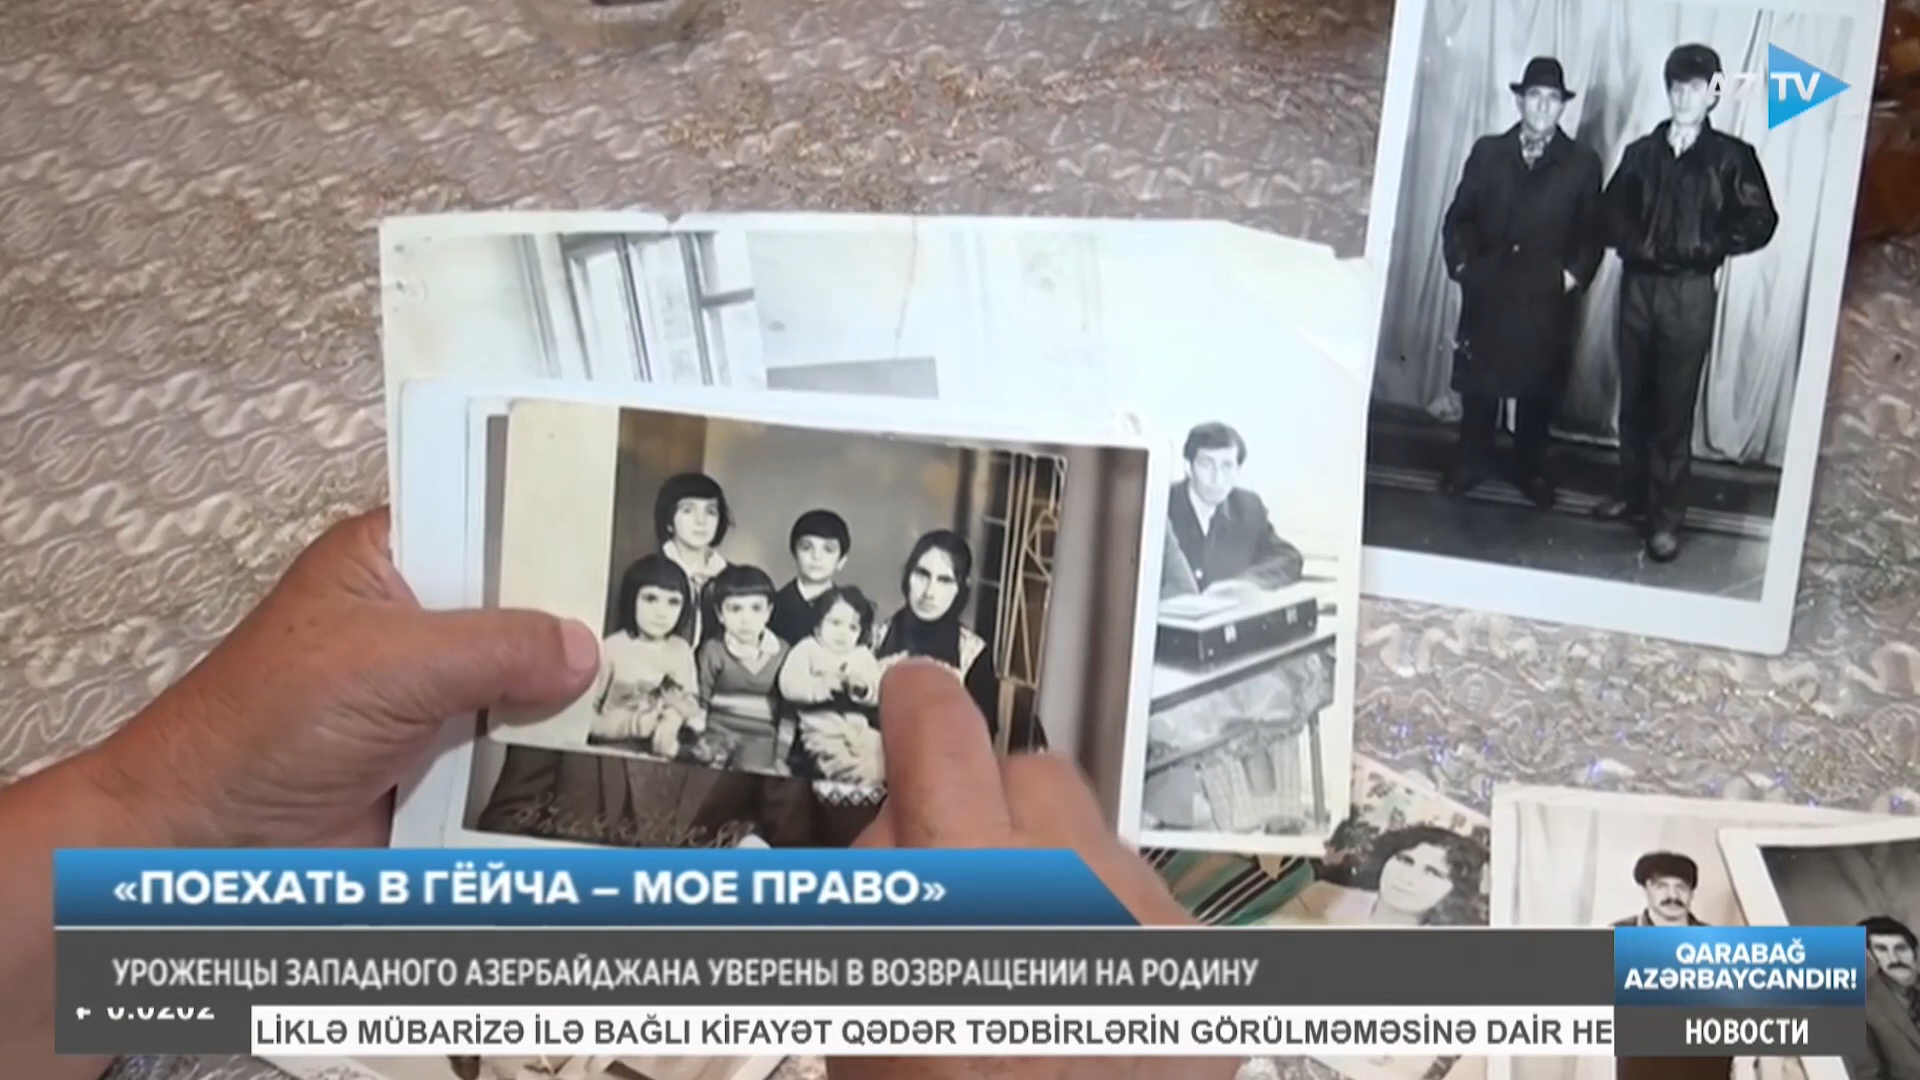 AZTV
«ПОЕХАТЬ В ГЁЙЧА – МОЕ ПРАВО»
УРОЖЕНЦЫ ЗАПАДНОГО АЗЕРБАЙДЖАНА УВЕРЕНЫ В ВОЗВРАЩЕНИИ НА РОДИНУ
QARABAĞ
AZƏRBAYCANDIR!
LİKLƏ MÜBARİZƏ İLƏ BAĞLI KİFAYƏT QƏDƏR TƏDBİRLƏRİN GÖRÜLMƏMƏSİNƏ DAİR HE
НОВОСТИ